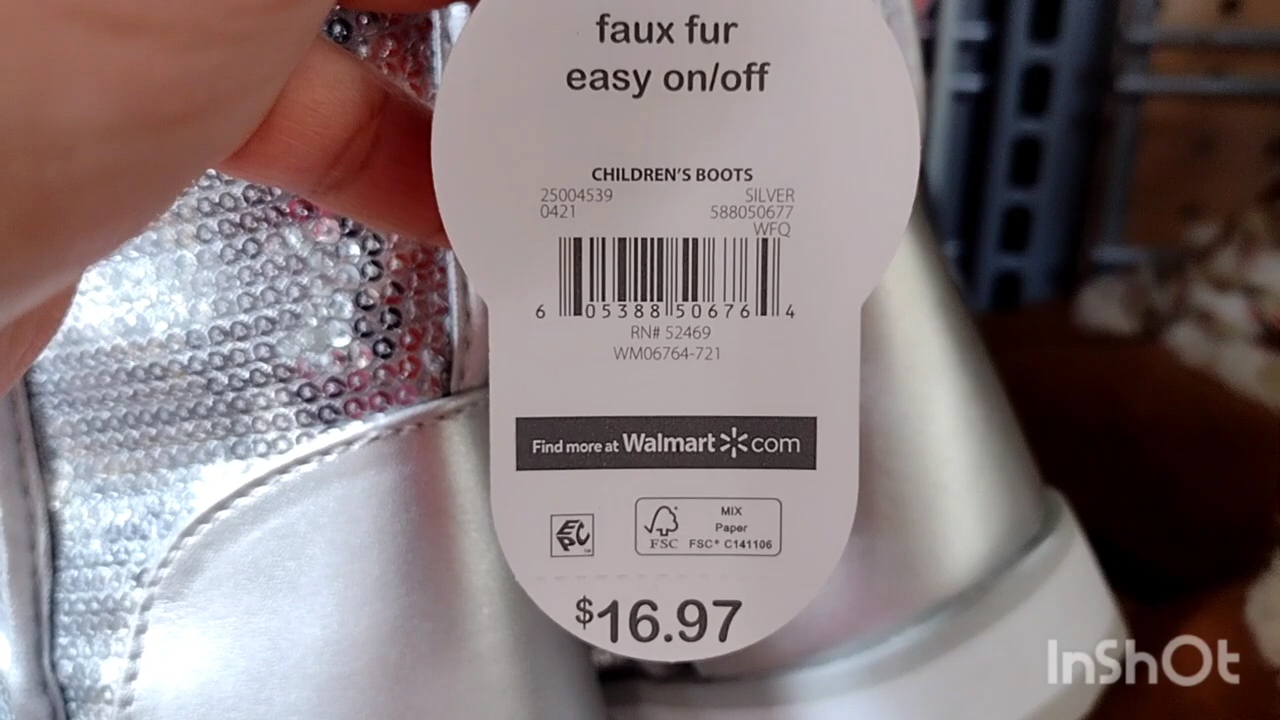 faux fur
easy on/off
CHILDREN'S BOOTS
25004539 SILVER
0421 588050677
WFQ
6 05388 50676 4
RN# 52469
WM06764-721
Find more at Walmart com
EPC
MIX
Paper
FSC FSC® C141106
$16.97
InShOt